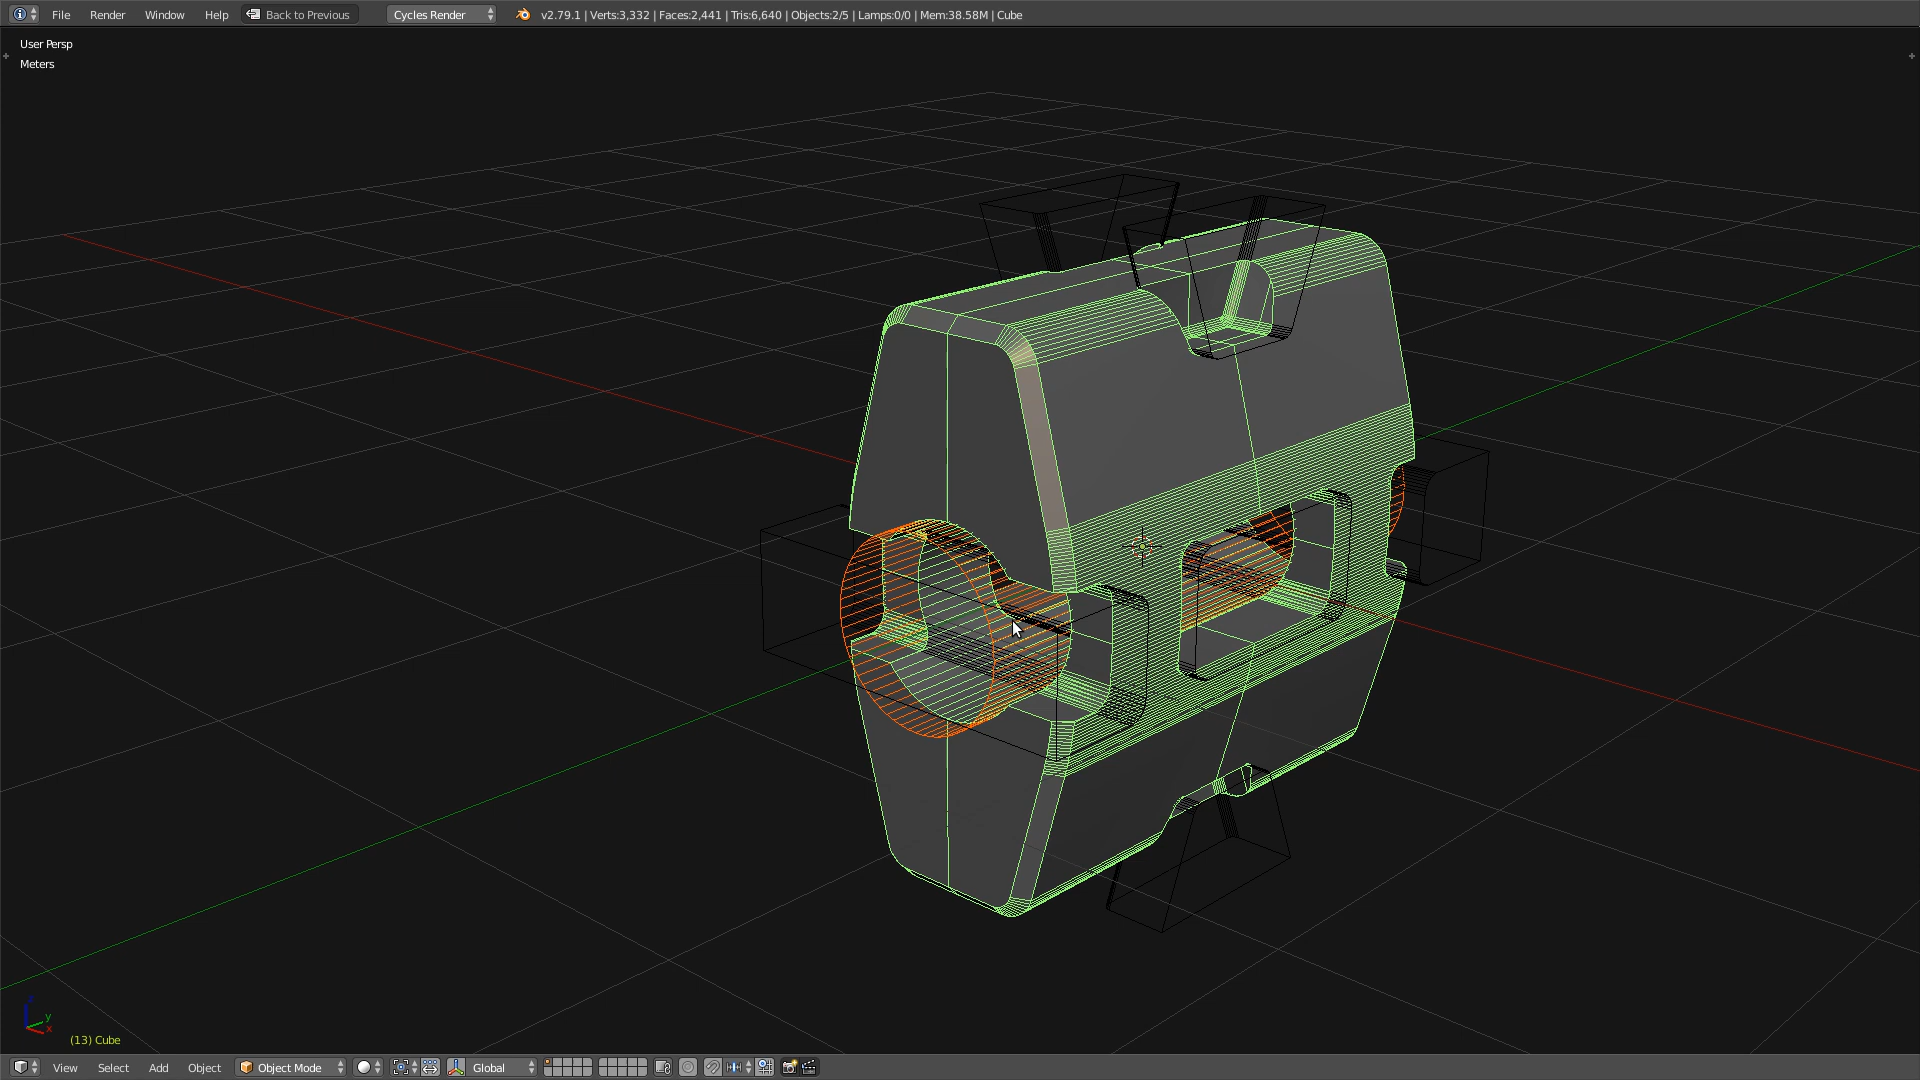 File Render Window Help Back to Previous Cycles Render v2.79.1 | Verts:3,332 | Faces:2,441 | Tris:6,640 | Objects:2/5 | Lamps:0/0 | Mem:38.58M | Cube
User Persp
Meters
z
y
x
(13) Cube
View Select Add Object Object Mode Global